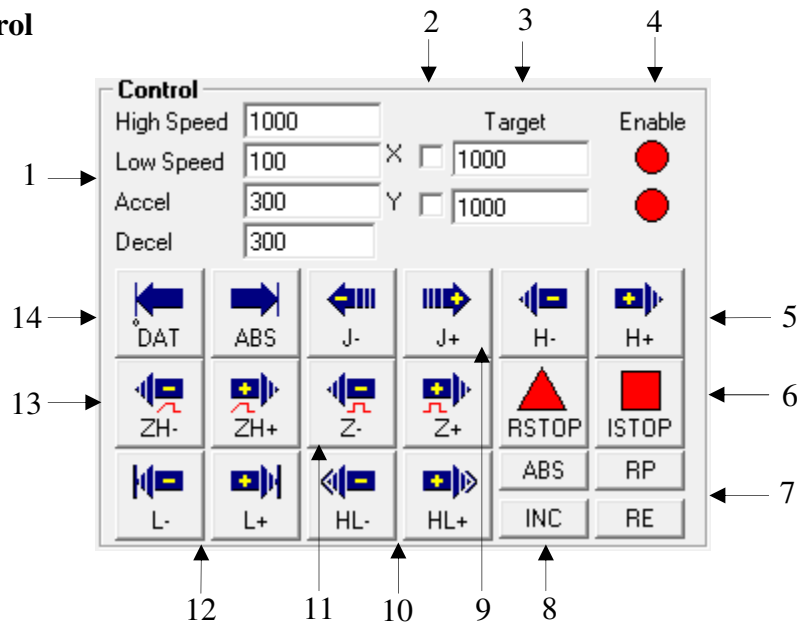 rol
2 3 4
Control
High Speed 1000 Target Enable
Low Speed 100 X 1000
1
Accel 300 Y 1000
Decel 300
14 DAT ABS J- J+ H- H+ 5
13 ZH- ZH+ Z- Z+ RSTOP ISTOP 6
ABS RP
7
L- L+ HL- HL+ INC RE
12 11 10 9 8